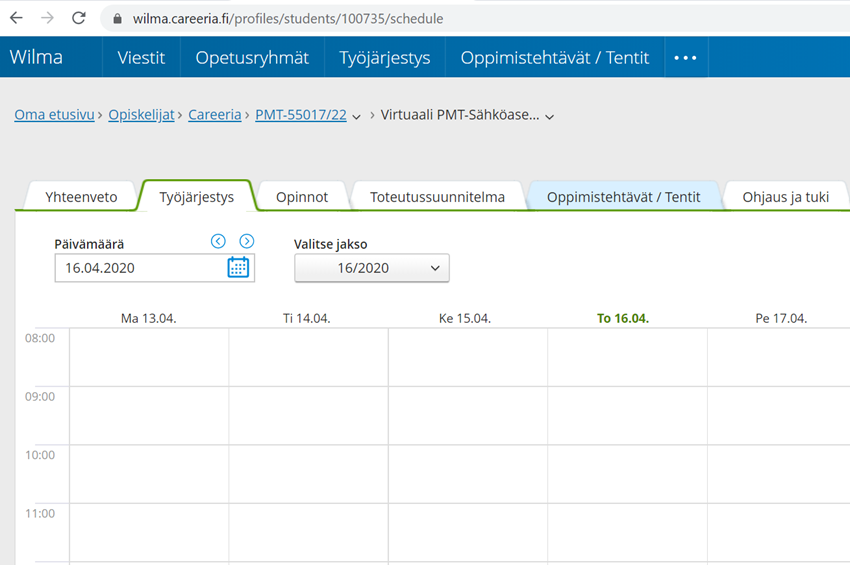 wilma.careeria.fi/profiles/students/100735/schedule
Wilma Viestit Opetusryhmät Työjärjestys Oppimistehtävät / Tentit ...
Oma etusivu › Opiskelijat › Careeria › PMT-55017/22 › Virtuaali PMT-Sähköase...
Yhteenveto Työjärjestys Opinnot Toteutussuunnitelma Oppimistehtävät / Tentit Ohjaus ja tuki
Päivämäärä Valitse jakso
16.04.2020 16/2020
Ma 13.04. Ti 14.04. Ke 15.04. To 16.04. Pe 17.04.
08:00
09:00
10:00
11:00